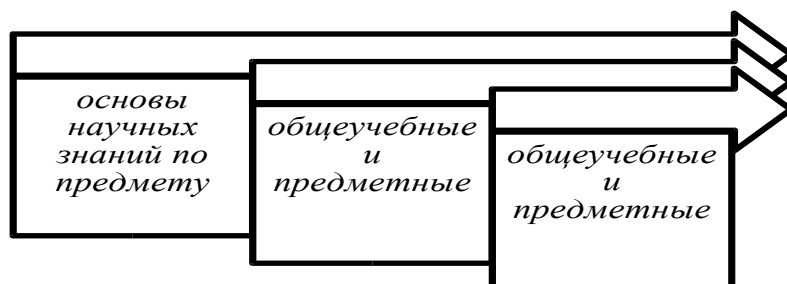 основы
научных
знаний по
предмету
общеучебные
и
предметные
общеучебные
и
предметные